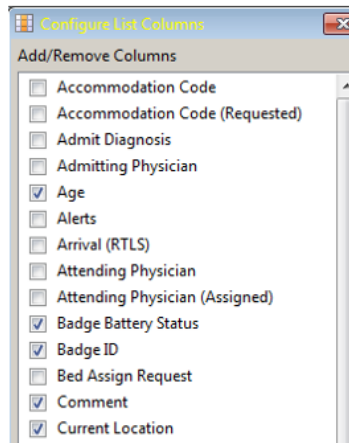 Configure List Columns
Add/Remove Columns
Accommodation Code
Accommodation Code (Requested)
Admit Diagnosis
Admitting Physician
Age
Alerts
Arrival (RTLS)
Attending Physician
Attending Physician (Assigned)
Badge Battery Status
Badge ID
Bed Assign Request
Comment
Current Location